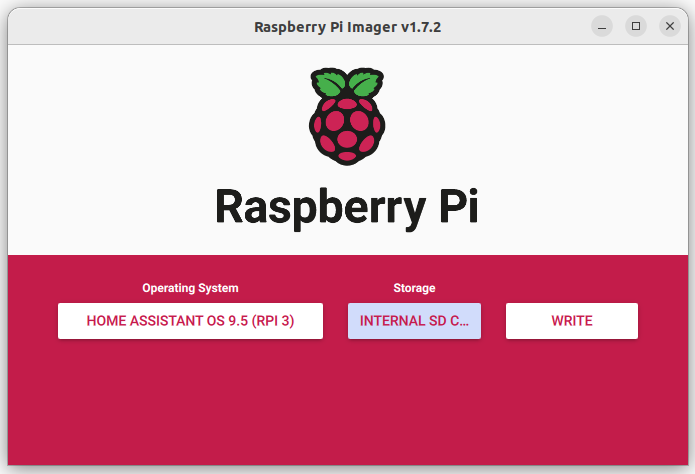 Raspberry Pi Imager v1.7.2
Raspberry Pi
Operating System
Storage
HOME ASSISTANT OS 9.5 (RPI 3)
INTERNAL SD C...
WRITE